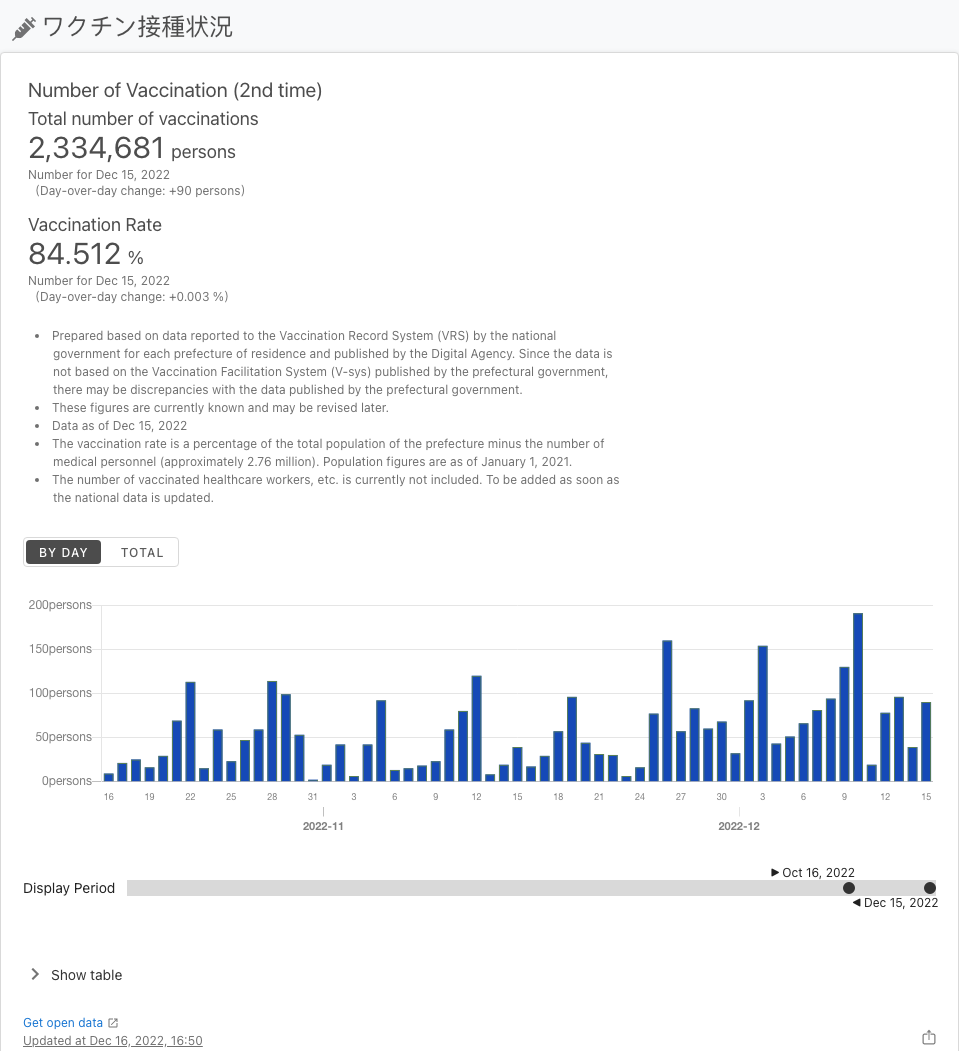 ワクチン接種状況
Number of Vaccination (2nd time)
Total number of vaccinations
2,334,681 persons
Number for Dec 15, 2022
(Day-over-day change: +90 persons)
Vaccination Rate
84.512 %
Number for Dec 15, 2022
(Day-over-day change: +0.003 %)
• Prepared based on data reported to the Vaccination Record System (VRS) by the national
government for each prefecture of residence and published by the Digital Agency. Since the data is
not based on the Vaccination Facilitation System (V-sys) published by the prefectural government,
there may be discrepancies with the data published by the prefectural government.
• These figures are currently known and may be revised later.
• Data as of Dec 15, 2022
• The vaccination rate is a percentage of the total population of the prefecture minus the number of
medical personnel (approximately 2.76 million). Population figures are as of January 1, 2021.
• The number of vaccinated healthcare workers, etc. is currently not included. To be added as soon as
the national data is updated.
BY DAY TOTAL
200persons
150persons
100persons
50persons
0persons
16 19 22 25 28 31 3 6 9 12 15 18 21 24 27 30 3 6 9 12 15
2022-11 2022-12
Oct 16, 2022
Display Period
Dec 15, 2022
Show table
Get open data
Updated at Dec 16, 2022, 16:50